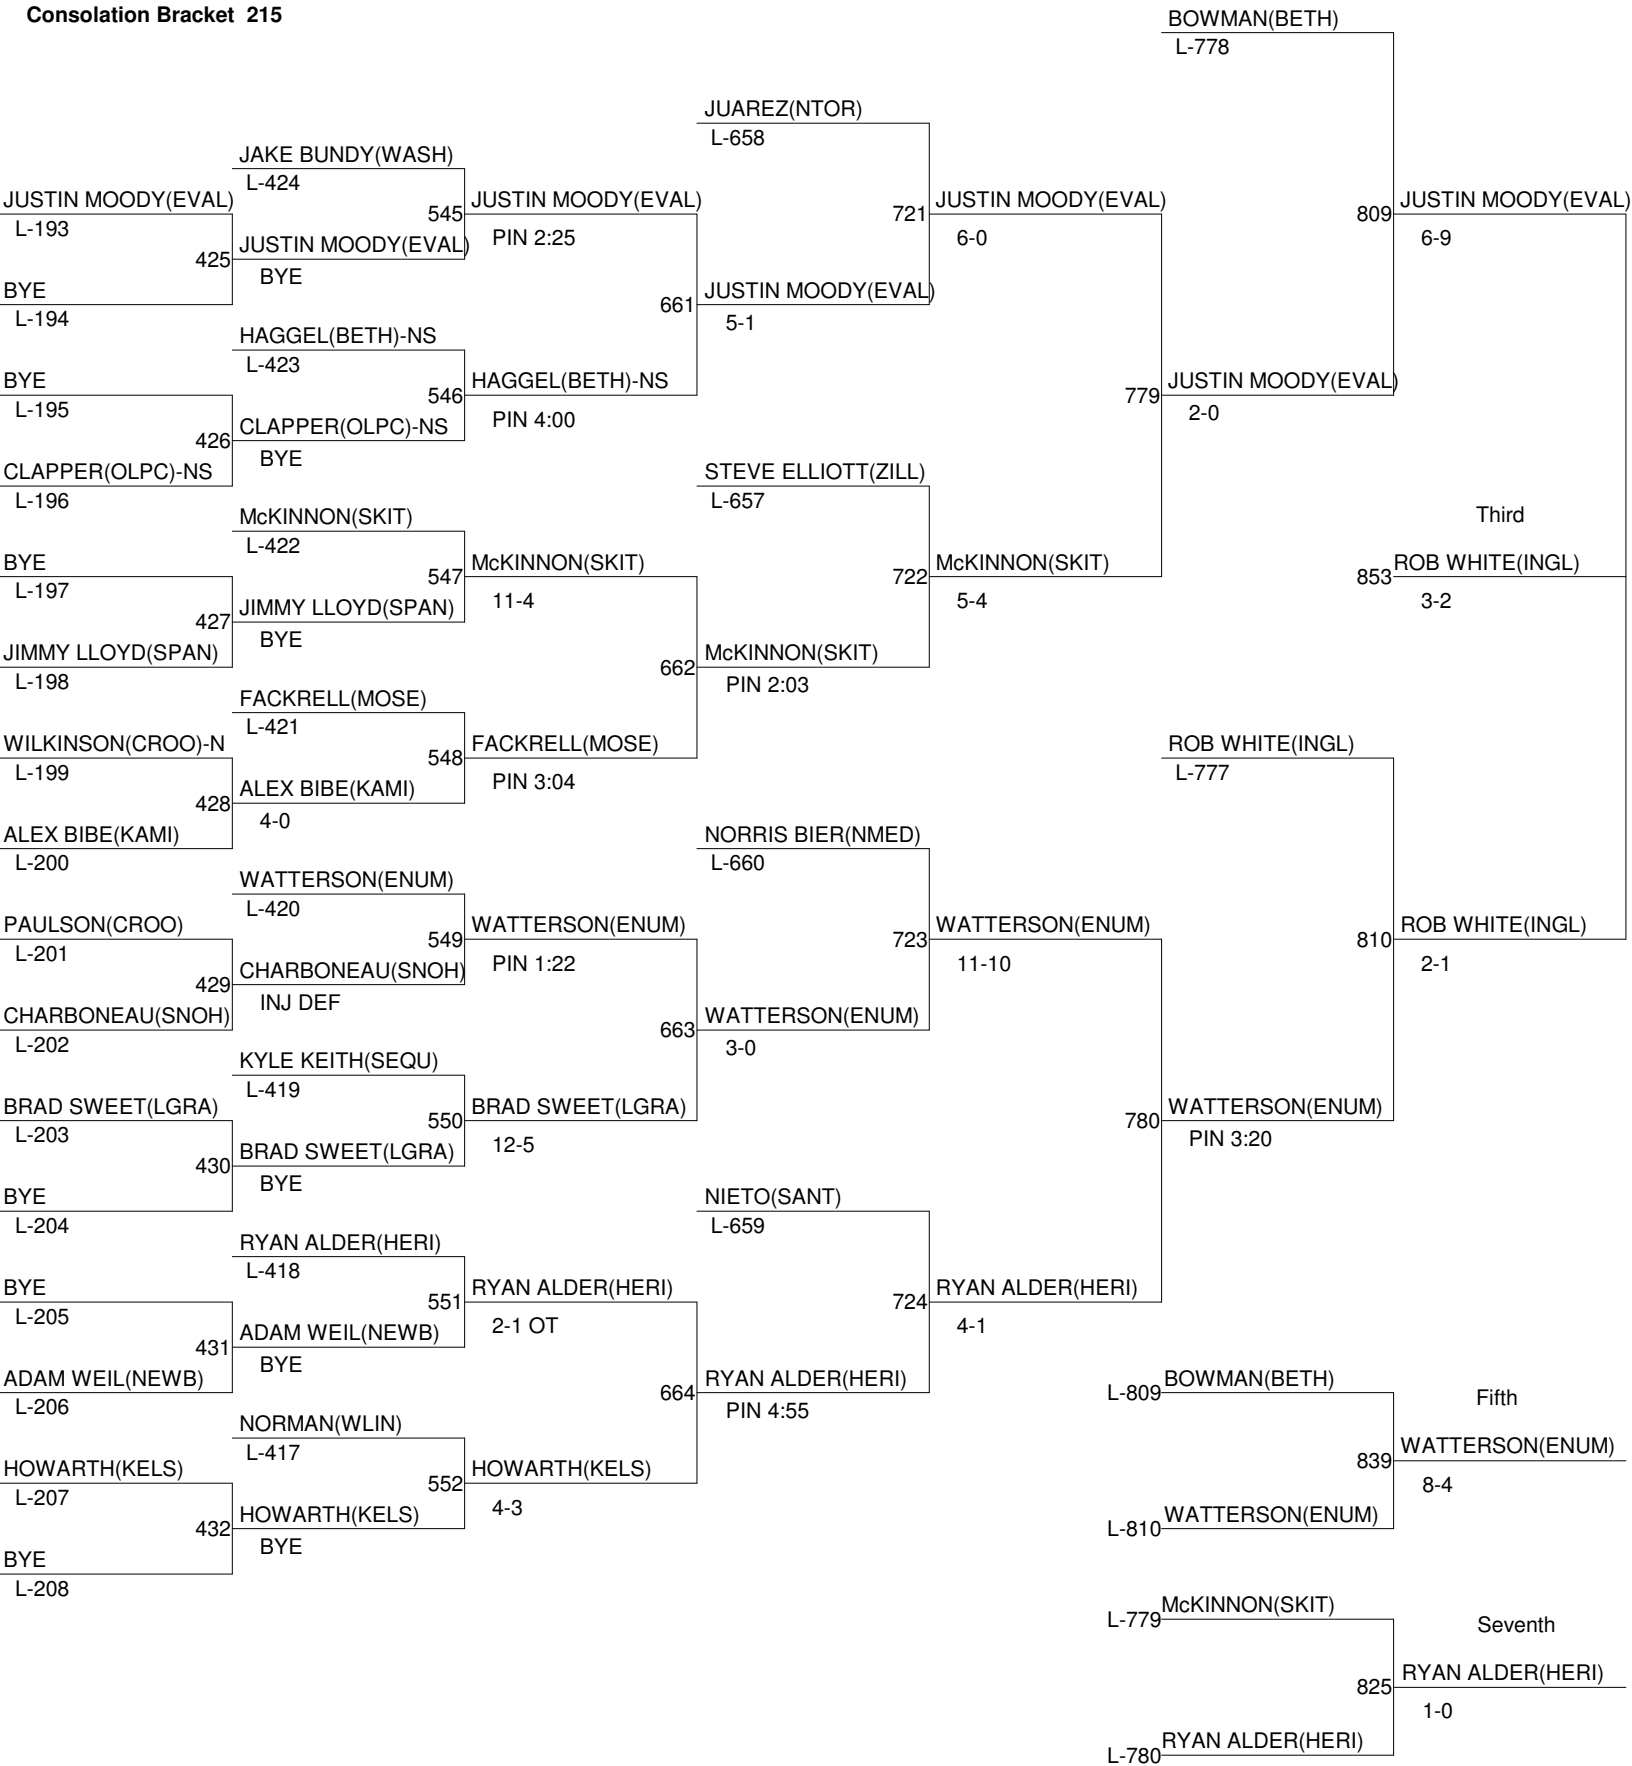 Consolation Bracket  215
JUSTIN MOODY(EVAL)
L-193
BYE
L-194
BYE
L-195
CLAPPER(OLPC)-NS
L-196
BYE
L-197
JIMMY LLOYD(SPAN)
L-198
WILKINSON(CROO)-N
L-199
ALEX BIBE(KAMI)
L-200
PAULSON(CROO)
L-201
CHARBONEAU(SNOH)
L-202
BRAD SWEET(LGRA)
L-203
BYE
L-204
BYE
L-205
ADAM WEIL(NEWB)
L-206
HOWARTH(KELS)
L-207
BYE
L-208
JAKE BUNDY(WASH)
L-424
425
JUSTIN MOODY(EVAL)
BYE
HAGGEL(BETH)-NS
L-423
426
CLAPPER(OLPC)-NS
BYE
McKINNON(SKIT)
L-422
427
JIMMY LLOYD(SPAN)
BYE
FACKRELL(MOSE)
L-421
428
ALEX BIBE(KAMI)
4-0
WATTERSON(ENUM)
L-420
429
CHARBONEAU(SNOH)
INJ DEF
KYLE KEITH(SEQU)
L-419
430
BRAD SWEET(LGRA)
BYE
RYAN ALDER(HERI)
L-418
431
ADAM WEIL(NEWB)
BYE
NORMAN(WLIN)
L-417
432
HOWARTH(KELS)
BYE
545
JUSTIN MOODY(EVAL)
PIN 2:25
546
HAGGEL(BETH)-NS
PIN 4:00
547
McKINNON(SKIT)
11-4
548
FACKRELL(MOSE)
PIN 3:04
549
WATTERSON(ENUM)
PIN 1:22
550
BRAD SWEET(LGRA)
12-5
551
RYAN ALDER(HERI)
2-1 OT
552
HOWARTH(KELS)
4-3
JUAREZ(NTOR)
L-658
661
JUSTIN MOODY(EVAL)
5-1
STEVE ELLIOTT(ZILL)
L-657
662
McKINNON(SKIT)
PIN 2:03
NORRIS BIER(NMED)
L-660
663
WATTERSON(ENUM)
3-0
NIETO(SANT)
L-659
664
RYAN ALDER(HERI)
PIN 4:55
721
JUSTIN MOODY(EVAL)
6-0
722
McKINNON(SKIT)
5-4
723
WATTERSON(ENUM)
11-10
724
RYAN ALDER(HERI)
4-1
BOWMAN(BETH)
L-778
779
JUSTIN MOODY(EVAL)
2-0
ROB WHITE(INGL)
L-777
780
WATTERSON(ENUM)
PIN 3:20
809
JUSTIN MOODY(EVAL)
6-9
Third
853
ROB WHITE(INGL)
3-2
810
ROB WHITE(INGL)
2-1
L-809
BOWMAN(BETH)
Fifth
839
WATTERSON(ENUM)
8-4
L-810
WATTERSON(ENUM)
L-779
McKINNON(SKIT)
Seventh
825
RYAN ALDER(HERI)
1-0
L-780
RYAN ALDER(HERI)